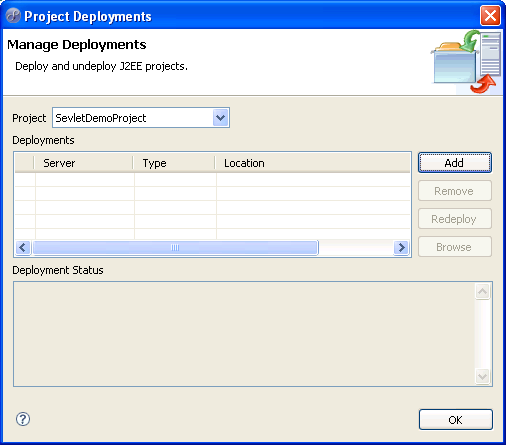 Project Deployments
Manage Deployments
Deploy and undeploy J2EE projects.
Project SevletDemoProject
Deployments
Server Type Location
Add
Remove
Redeploy
Browse
Deployment Status
?
OK